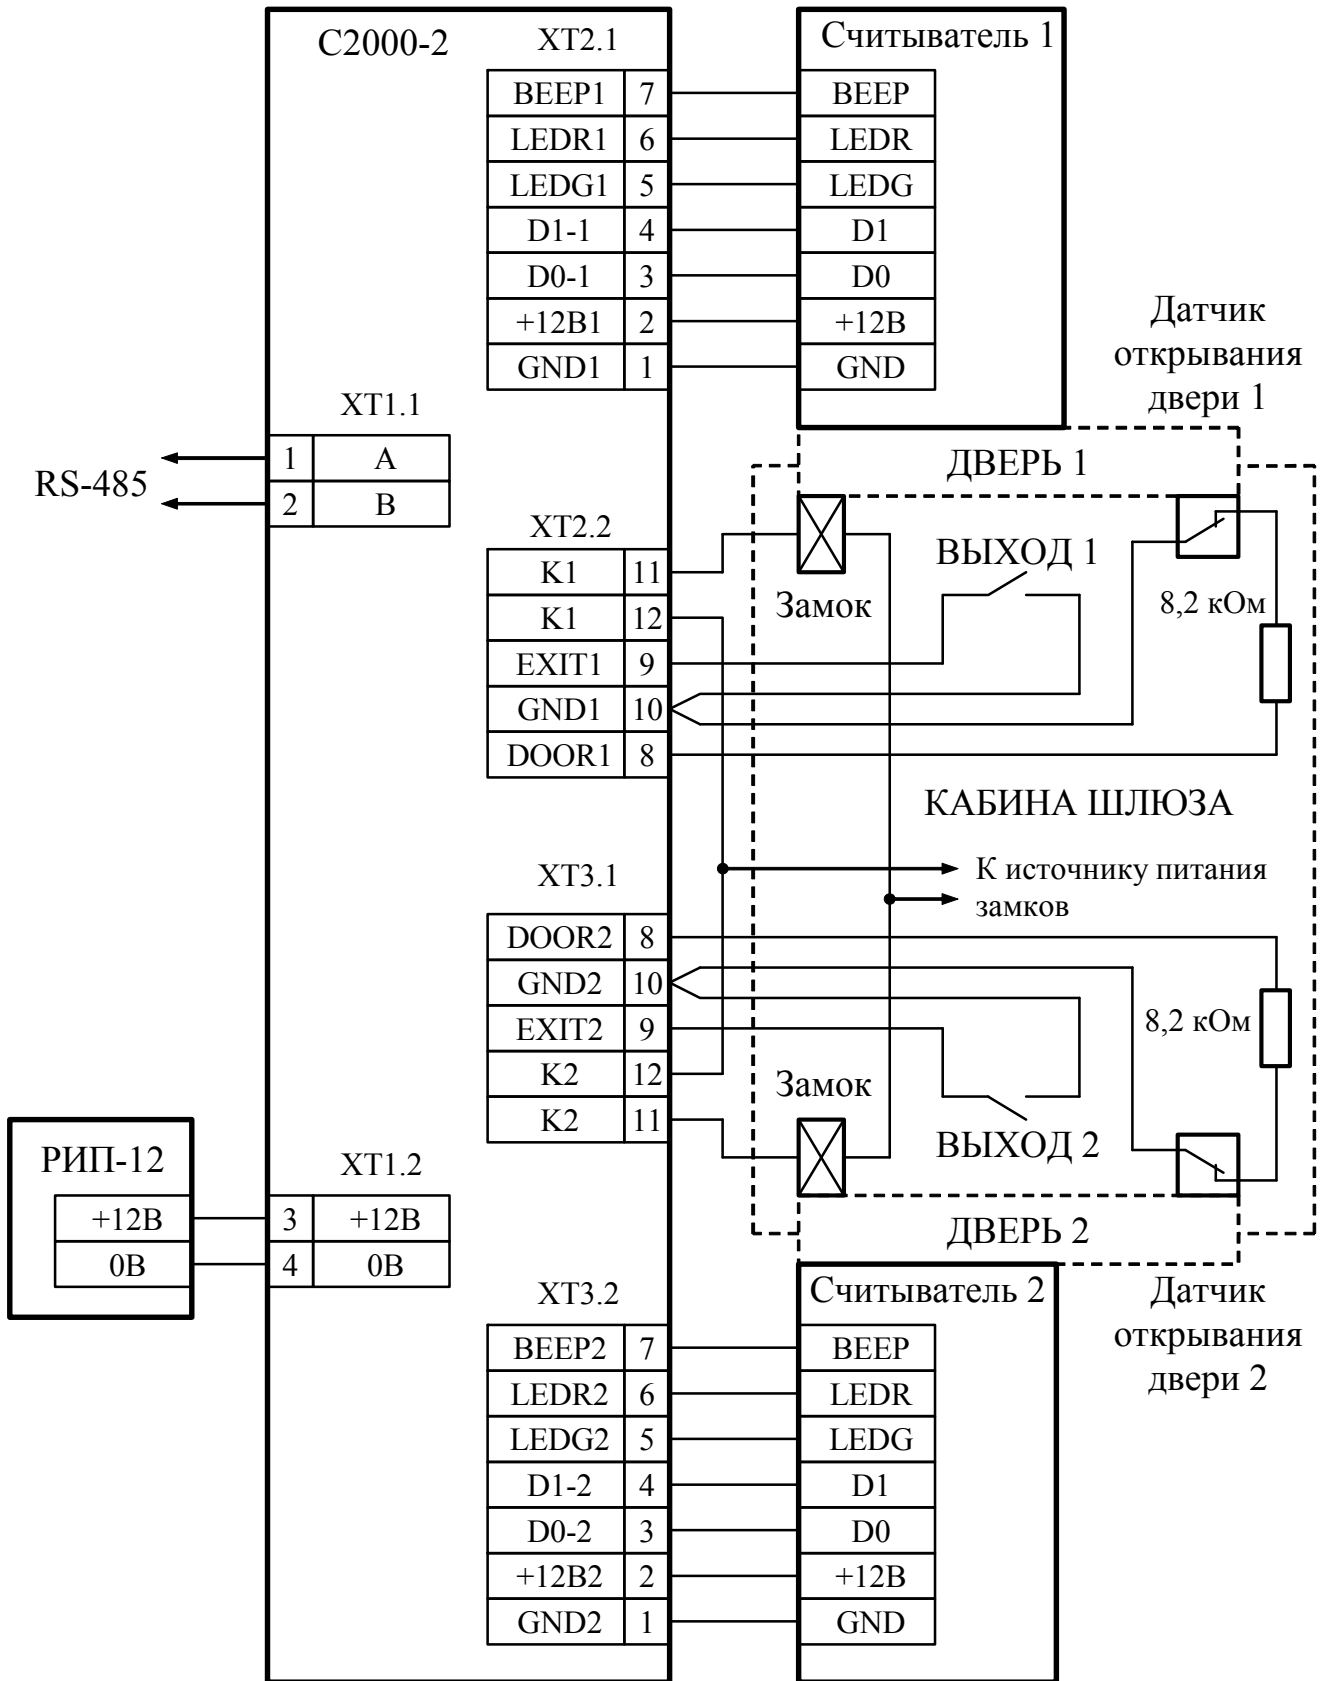 С2000-2
XT2.1
BEEP1 7
LEDR1 6
LEDG1 5
D1-1 4
D0-1 3
+12В1 2
GND1 1
Считыватель 1
BEEP
LEDR
LEDG
D1
D0
+12В
GND
Датчик
открывания
двери 1
XT1.1
1 A
2 B
RS-485
ДВЕРЬ 1
XT2.2
K1 11
K1 12
EXIT1 9
GND1 10
DOOR1 8
Замок
ВЫХОД 1
8,2 кОм
КАБИНА ШЛЮЗА
К источнику питания
замков
XT3.1
DOOR2 8
GND2 10
EXIT2 9
K2 12
K2 11
8,2 кОм
Замок
ВЫХОД 2
РИП-12
+12В
0В
XT1.2
3 +12В
4 0В
ДВЕРЬ 2
XT3.2
BEEP2 7
LEDR2 6
LEDG2 5
D1-2 4
D0-2 3
+12В2 2
GND2 1
Считыватель 2
BEEP
LEDR
LEDG
D1
D0
+12В
GND
Датчик
открывания
двери 2